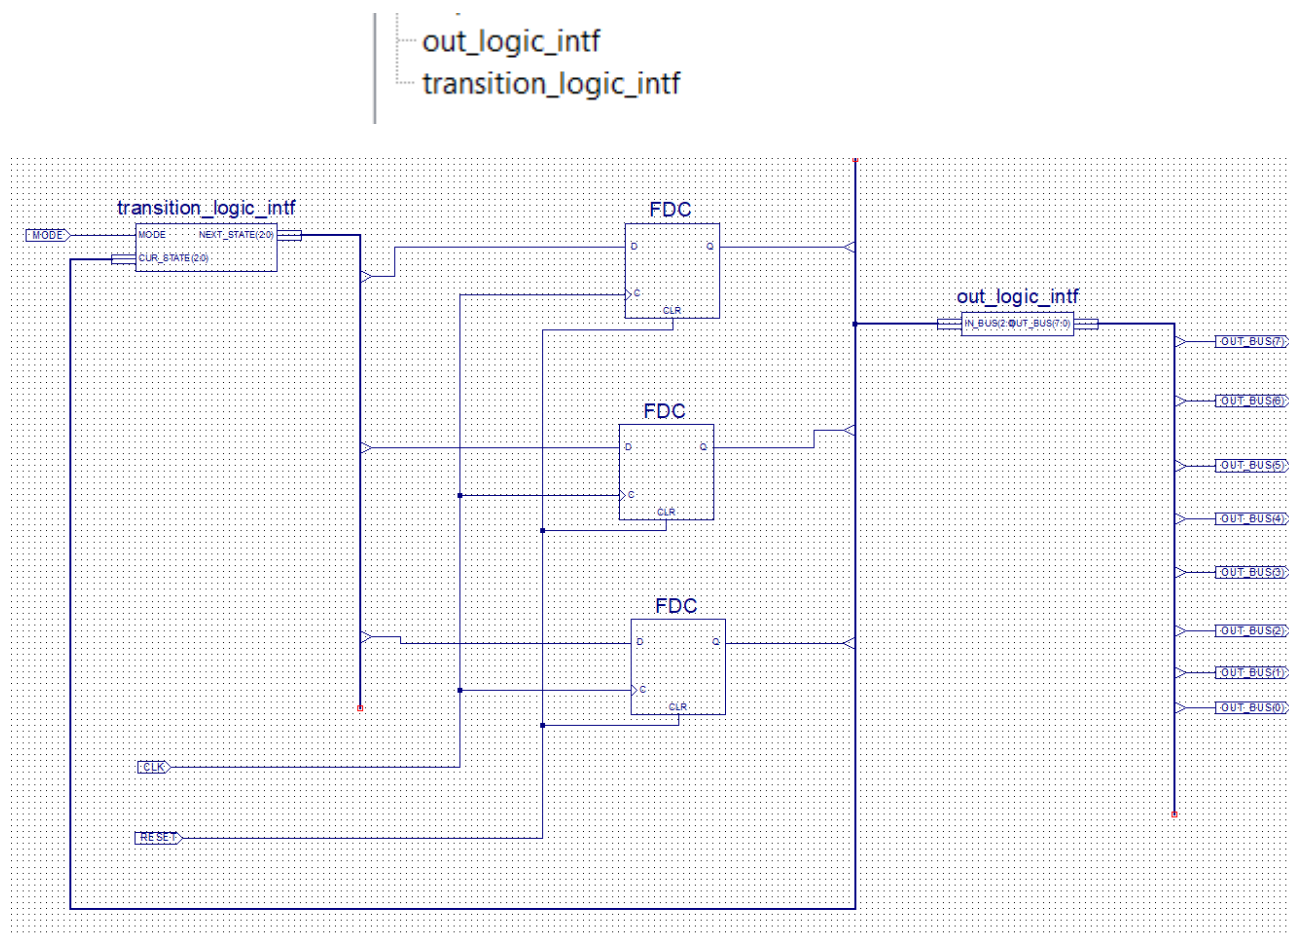 out_logic_intf
transition_logic_intf
transition_logic_intf
MODE
MODE
NEXT_STATE(2:0)
CUR_STATE(2:0)
FDC
D
Q
C
CLR
out_logic_intf
IN_BUS(2:0)
OUT_BUS(7:0)
OUT_BUS(7)
OUT_BUS(6)
FDC
D
Q
C
CLR
OUT_BUS(5)
OUT_BUS(4)
OUT_BUS(3)
FDC
D
Q
C
CLR
OUT_BUS(2)
OUT_BUS(1)
OUT_BUS(0)
CLK
RESET